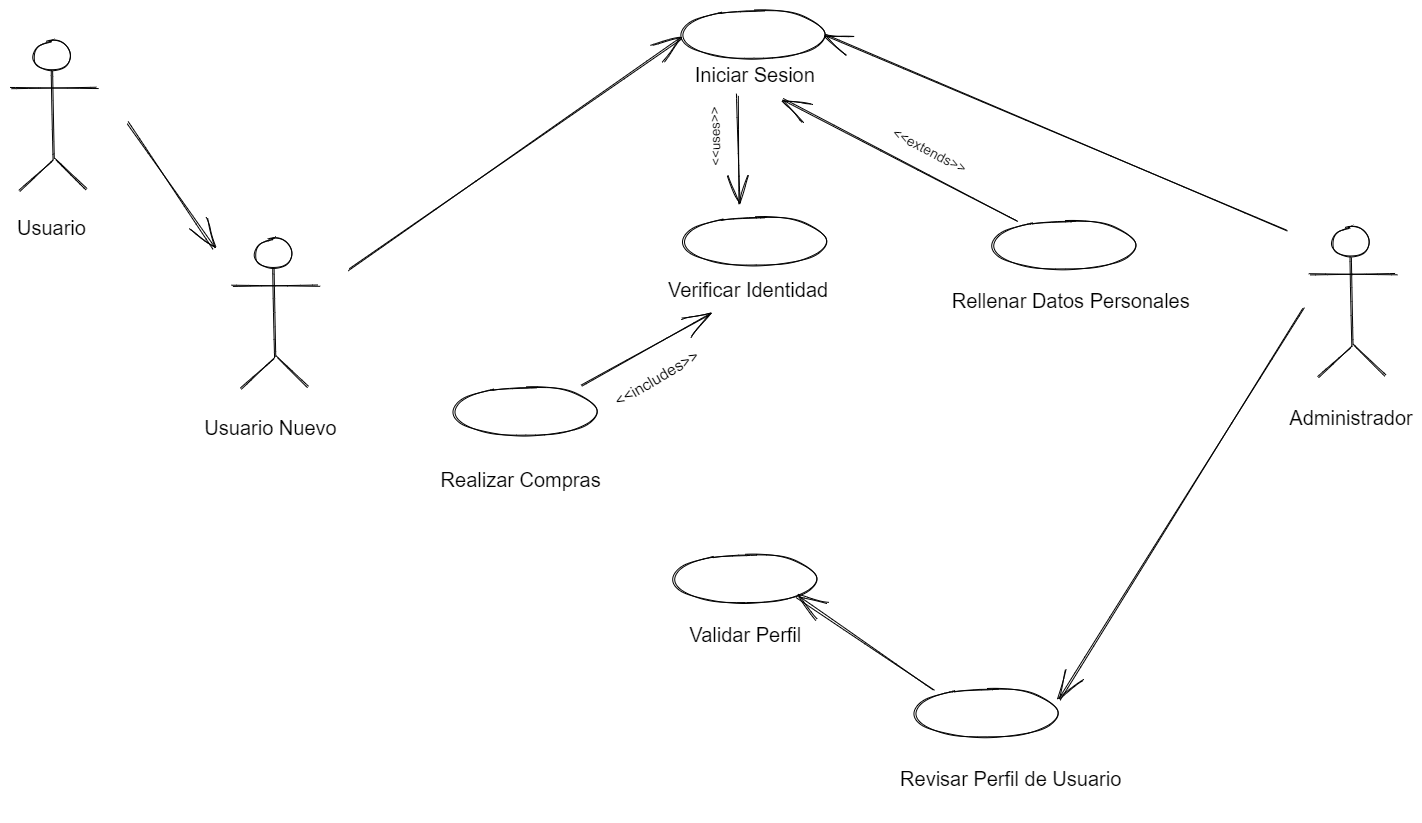 Iniciar Sesion
<<uses>>
<<extends>>
Usuario
Verificar Identidad
Rellenar Datos Personales
<<includes>>
Usuario Nuevo
Administrador
Realizar Compras
Validar Perfil
Revisar Perfil de Usuario